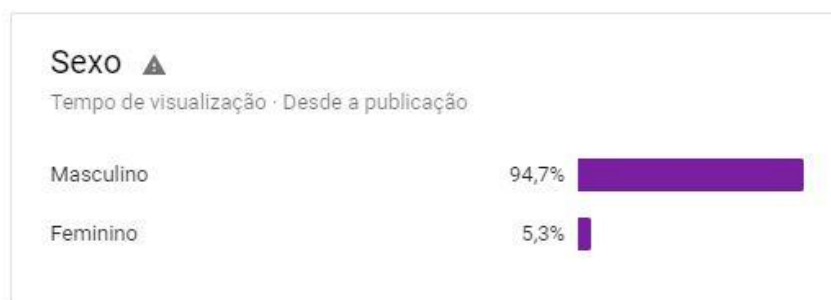 Sexo
Tempo de visualização · Desde a publicação
Masculino 94,7%
Feminino 5,3%